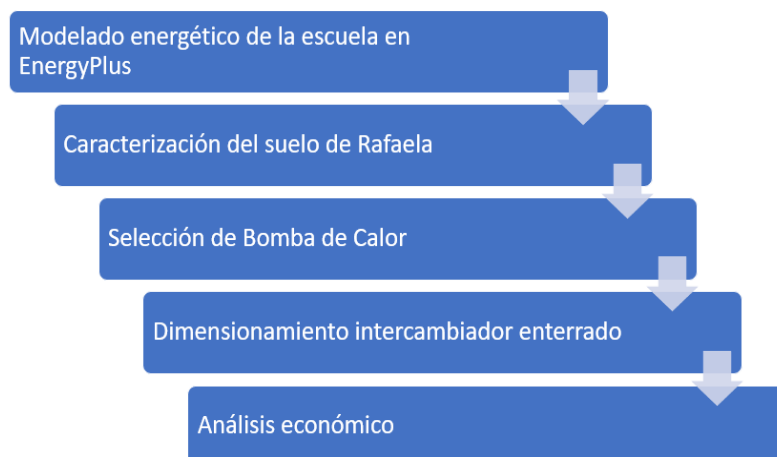 Modelado energético de la escuela en
EnergyPlus
Caracterización del suelo de Rafaela
Selección de Bomba de Calor
Dimensionamiento intercambiador enterrado
Análisis económico